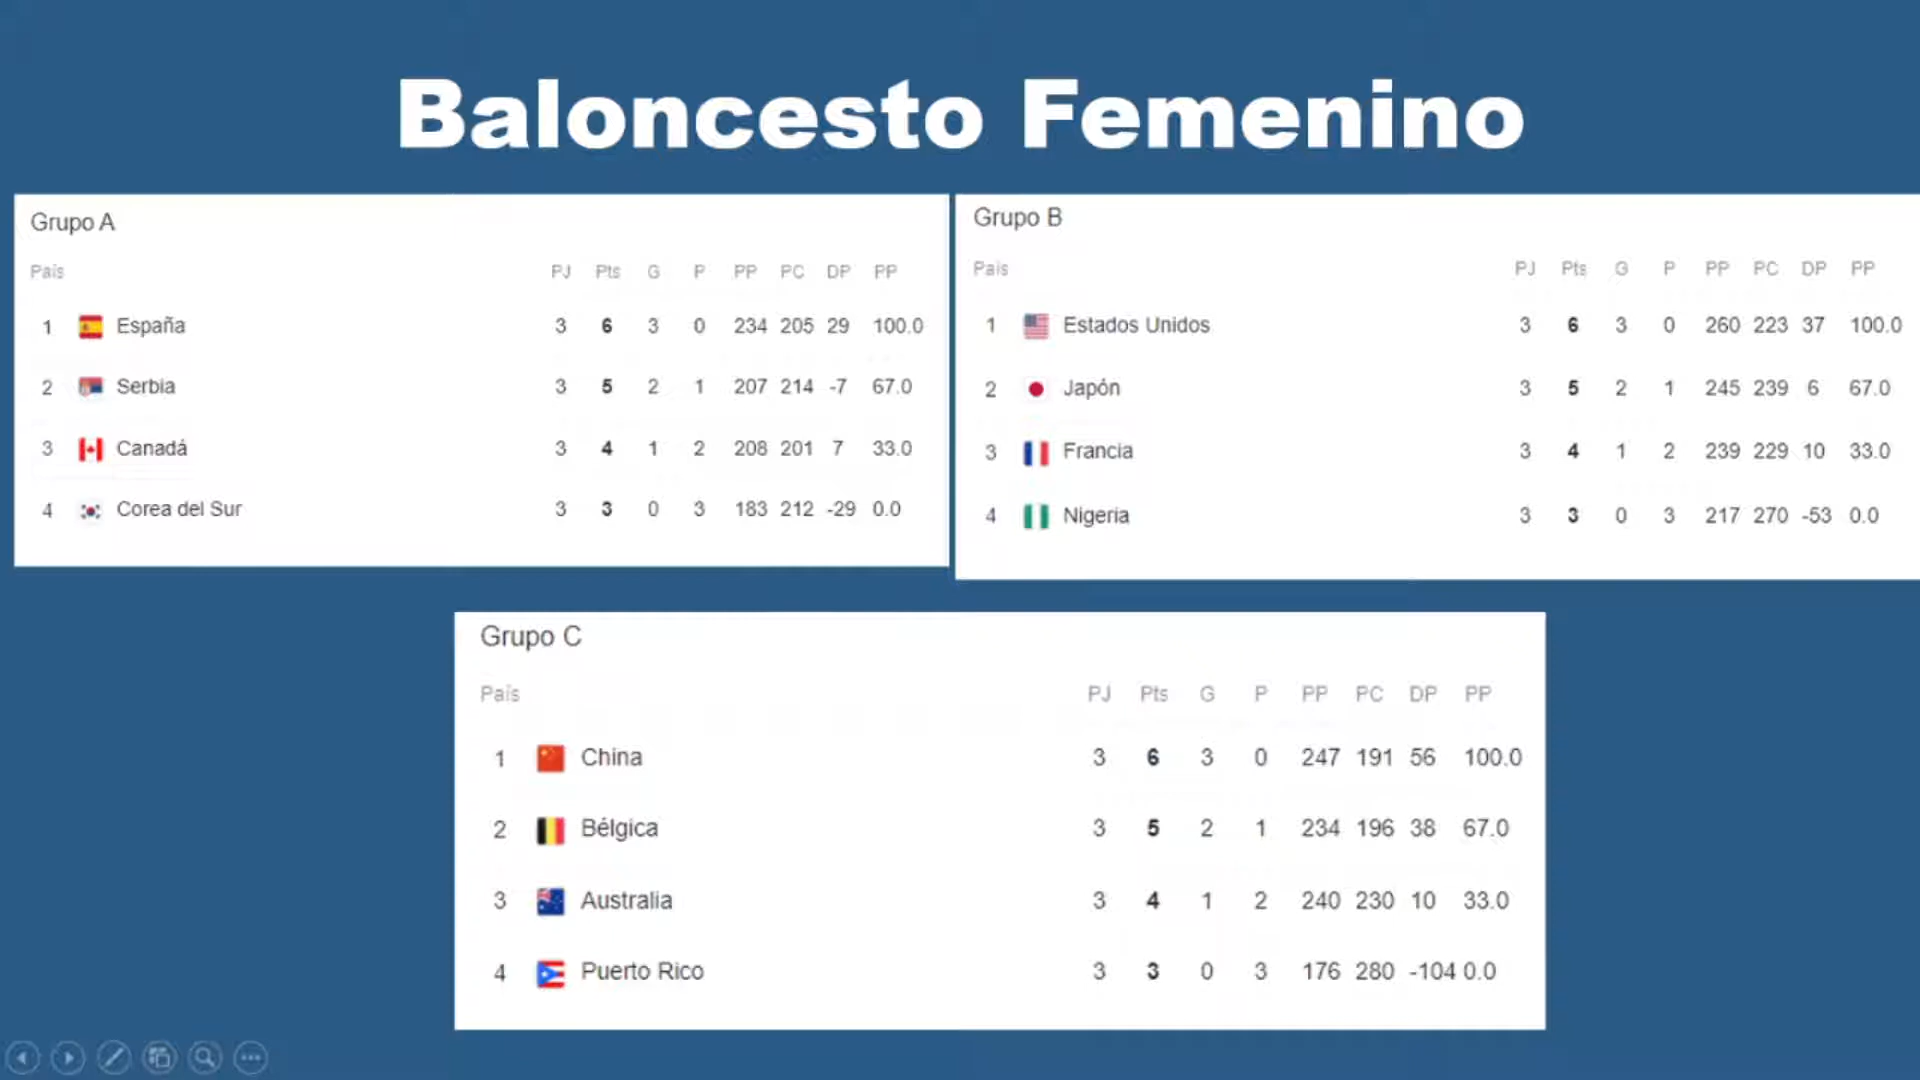 Baloncesto Femenino
Grupo A
País PJ Pts G P PP PC DP PP
1 España 3 6 3 0 234 205 29 100.0
2 Serbia 3 5 2 1 207 214 -7 67.0
3 Canadá 3 4 1 2 208 201 7 33.0
4 Corea del Sur 3 3 0 3 183 212 -29 0.0
Grupo B
País PJ Pts G P PP PC DP PP
1 Estados Unidos 3 6 3 0 260 223 37 100.0
2 Japón 3 5 2 1 245 239 6 67.0
3 Francia 3 4 1 2 239 229 10 33.0
4 Nigeria 3 3 0 3 217 270 -53 0.0
Grupo C
País PJ Pts G P PP PC DP PP
1 China 3 6 3 0 247 191 56 100.0
2 Bélgica 3 5 2 1 234 196 38 67.0
3 Australia 3 4 1 2 240 230 10 33.0
4 Puerto Rico 3 3 0 3 176 280 -104 0.0